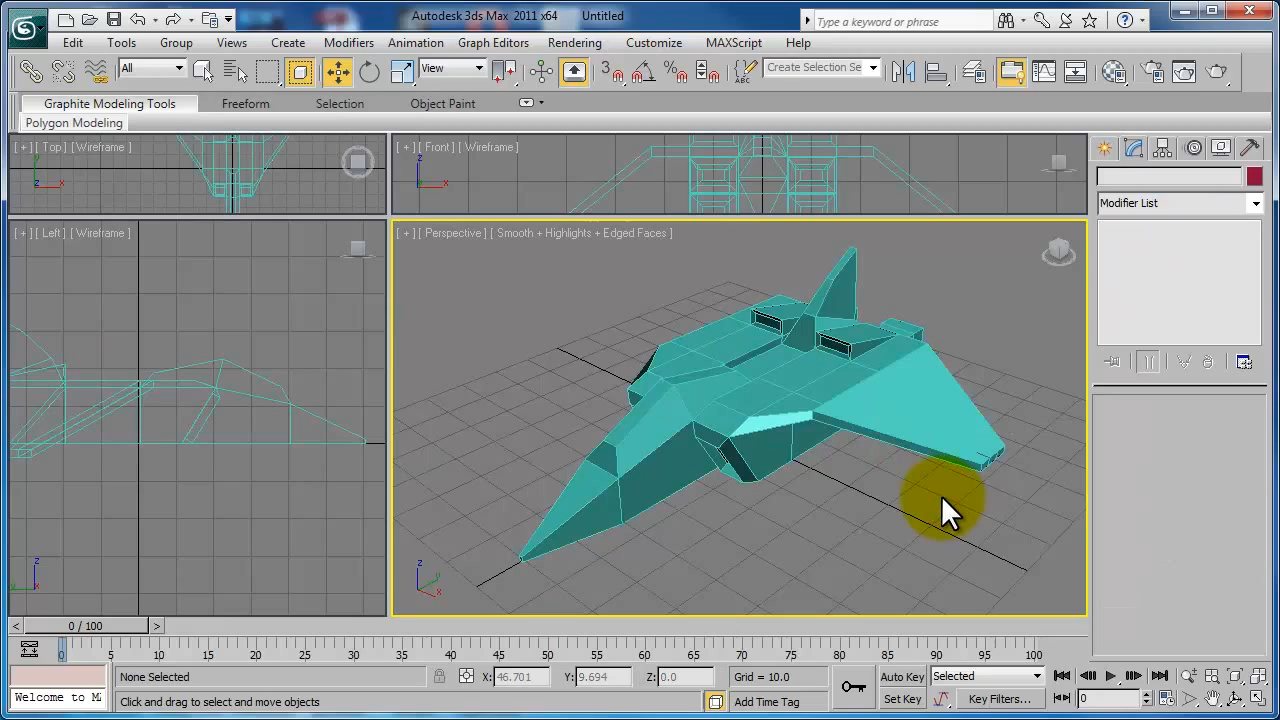 Autodesk 3ds Max 2011 x64 Untitled
Type a keyword or phrase
Edit Tools Group Views Create Modifiers Animation Graph Editors Rendering Customize MAXScript Help
All View 3 Create Selection Se
Graphite Modeling Tools Freeform Selection Object Paint
Polygon Modeling
[ + ] [ Top ] [ Wireframe ]
[ + ] [ Front ] [ Wireframe ]
[ + ] [ Left ] [ Wireframe ]
[ + ] [ Perspective ] [ Smooth + Highlights + Edged Faces ]
Modifier List
< 0 / 100 >
0 5 10 15 20 25 30 35 40 45 50 55 60 65 70 75 80 85 90 95 100
None Selected X: 46.701 Y: 9.694 Z: 0.0 Grid = 10.0 Auto Key Selected
Welcome to Click and drag to select and move objects Add Time Tag Set Key Key Filters... 0